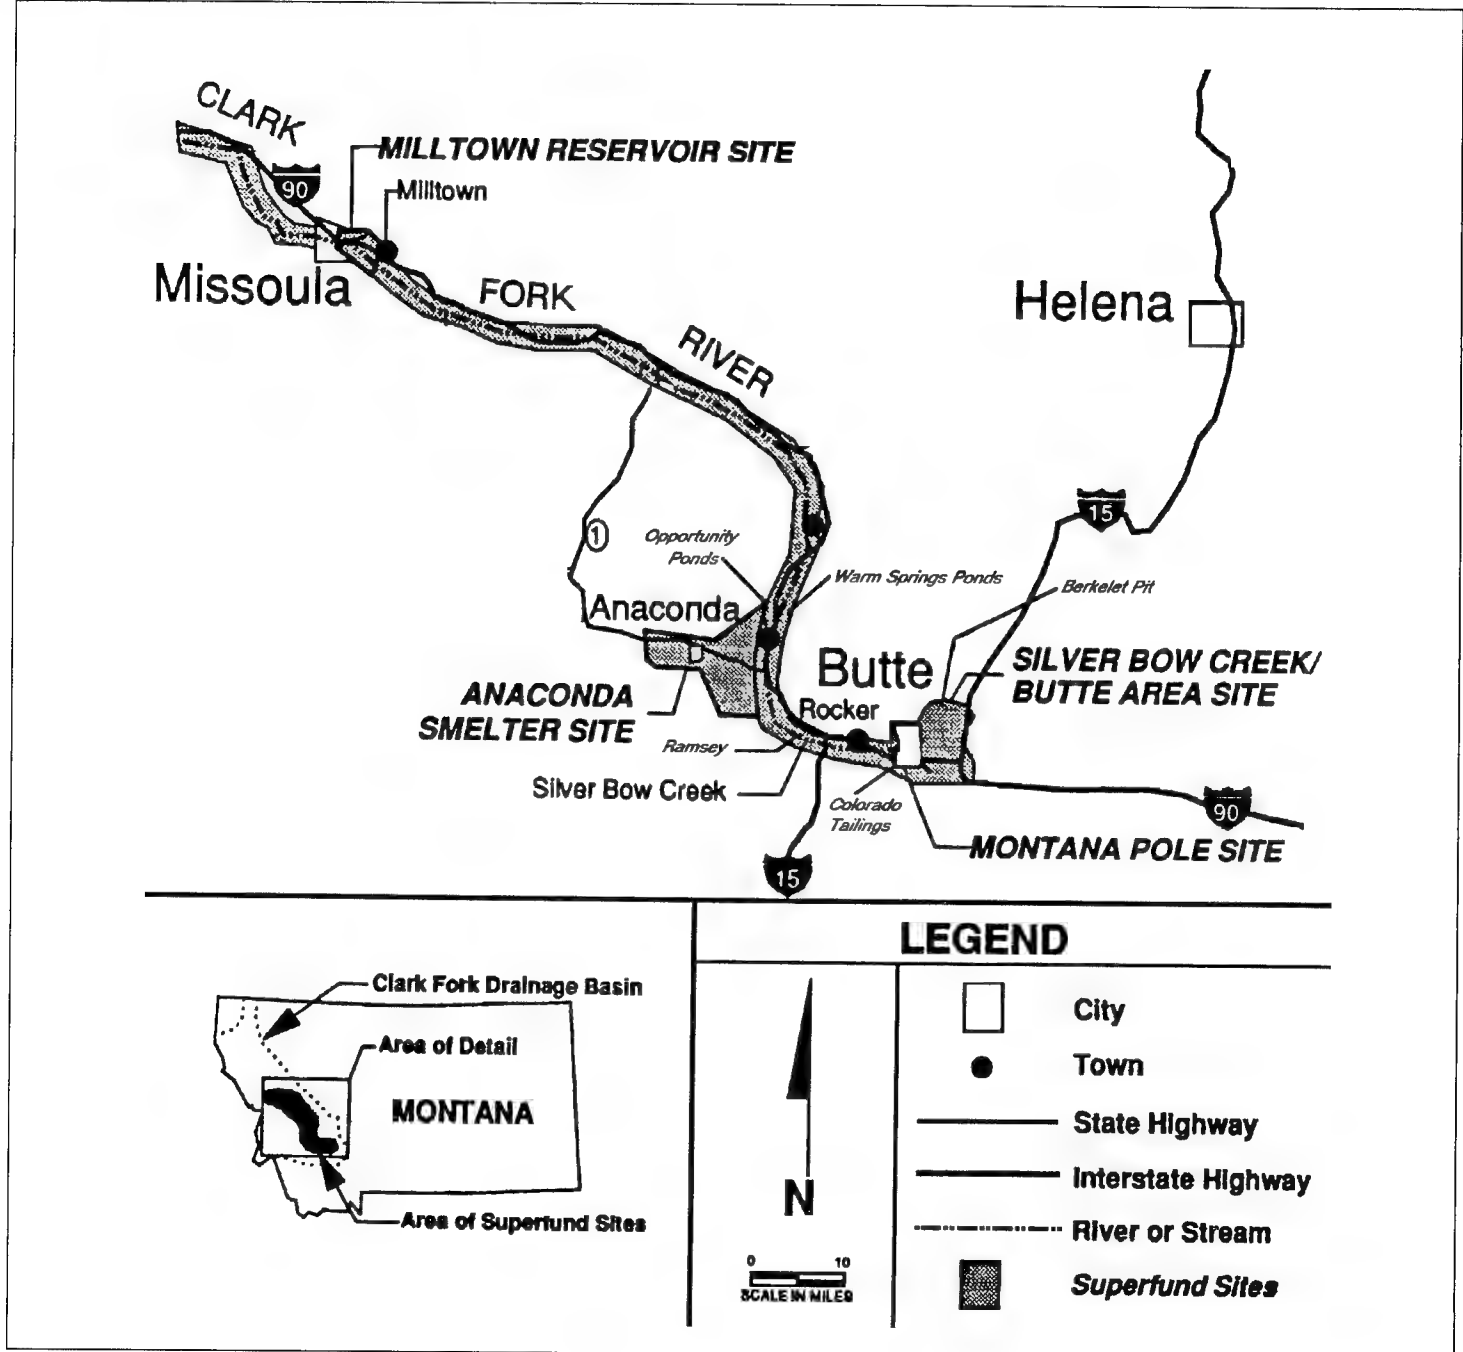 CLARK
MILLTOWN RESERVOIR SITE
90
Milltown
Missoula
FORK
Helena
RIVER
15
1
Opportunity
Ponds
Warm Springs Ponds
Berkelet Pit
Anaconda
Butte
SILVER BOW CREEK/
BUTTE AREA SITE
ANACONDA
SMELTER SITE
Rocker
Ramsey
Silver Bow Creek
Colorado
Tailings
90
MONTANA POLE SITE
15
LEGEND
Clark Fork Drainage Basin
Area of Detail
MONTANA
Area of Superfund Sites
N
0 10
SCALE IN MILES
City
Town
State Highway
Interstate Highway
River or Stream
Superfund Sites